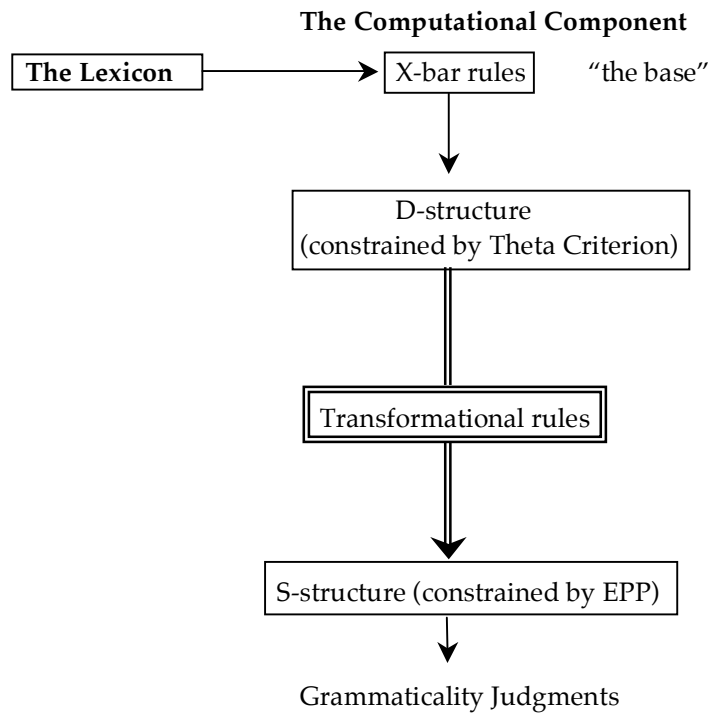 The Computational Component
The Lexicon
X-bar rules
“the base”
D-structure
(constrained by Theta Criterion)
Transformational rules
S-structure (constrained by EPP)
Grammaticality Judgments